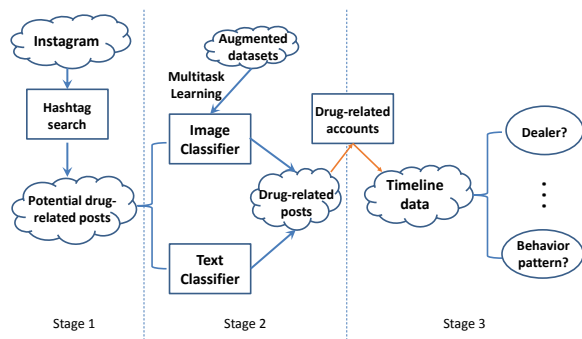 Instagram
Hashtag
search
Potential drug-
related posts
Augmented
datasets
Multitask
Learning
Image
Classifier
Text
Classifier
Drug-related
posts
Drug-related
accounts
Timeline
data
Dealer?
Behavior
pattern?
Stage 1
Stage 2
Stage 3